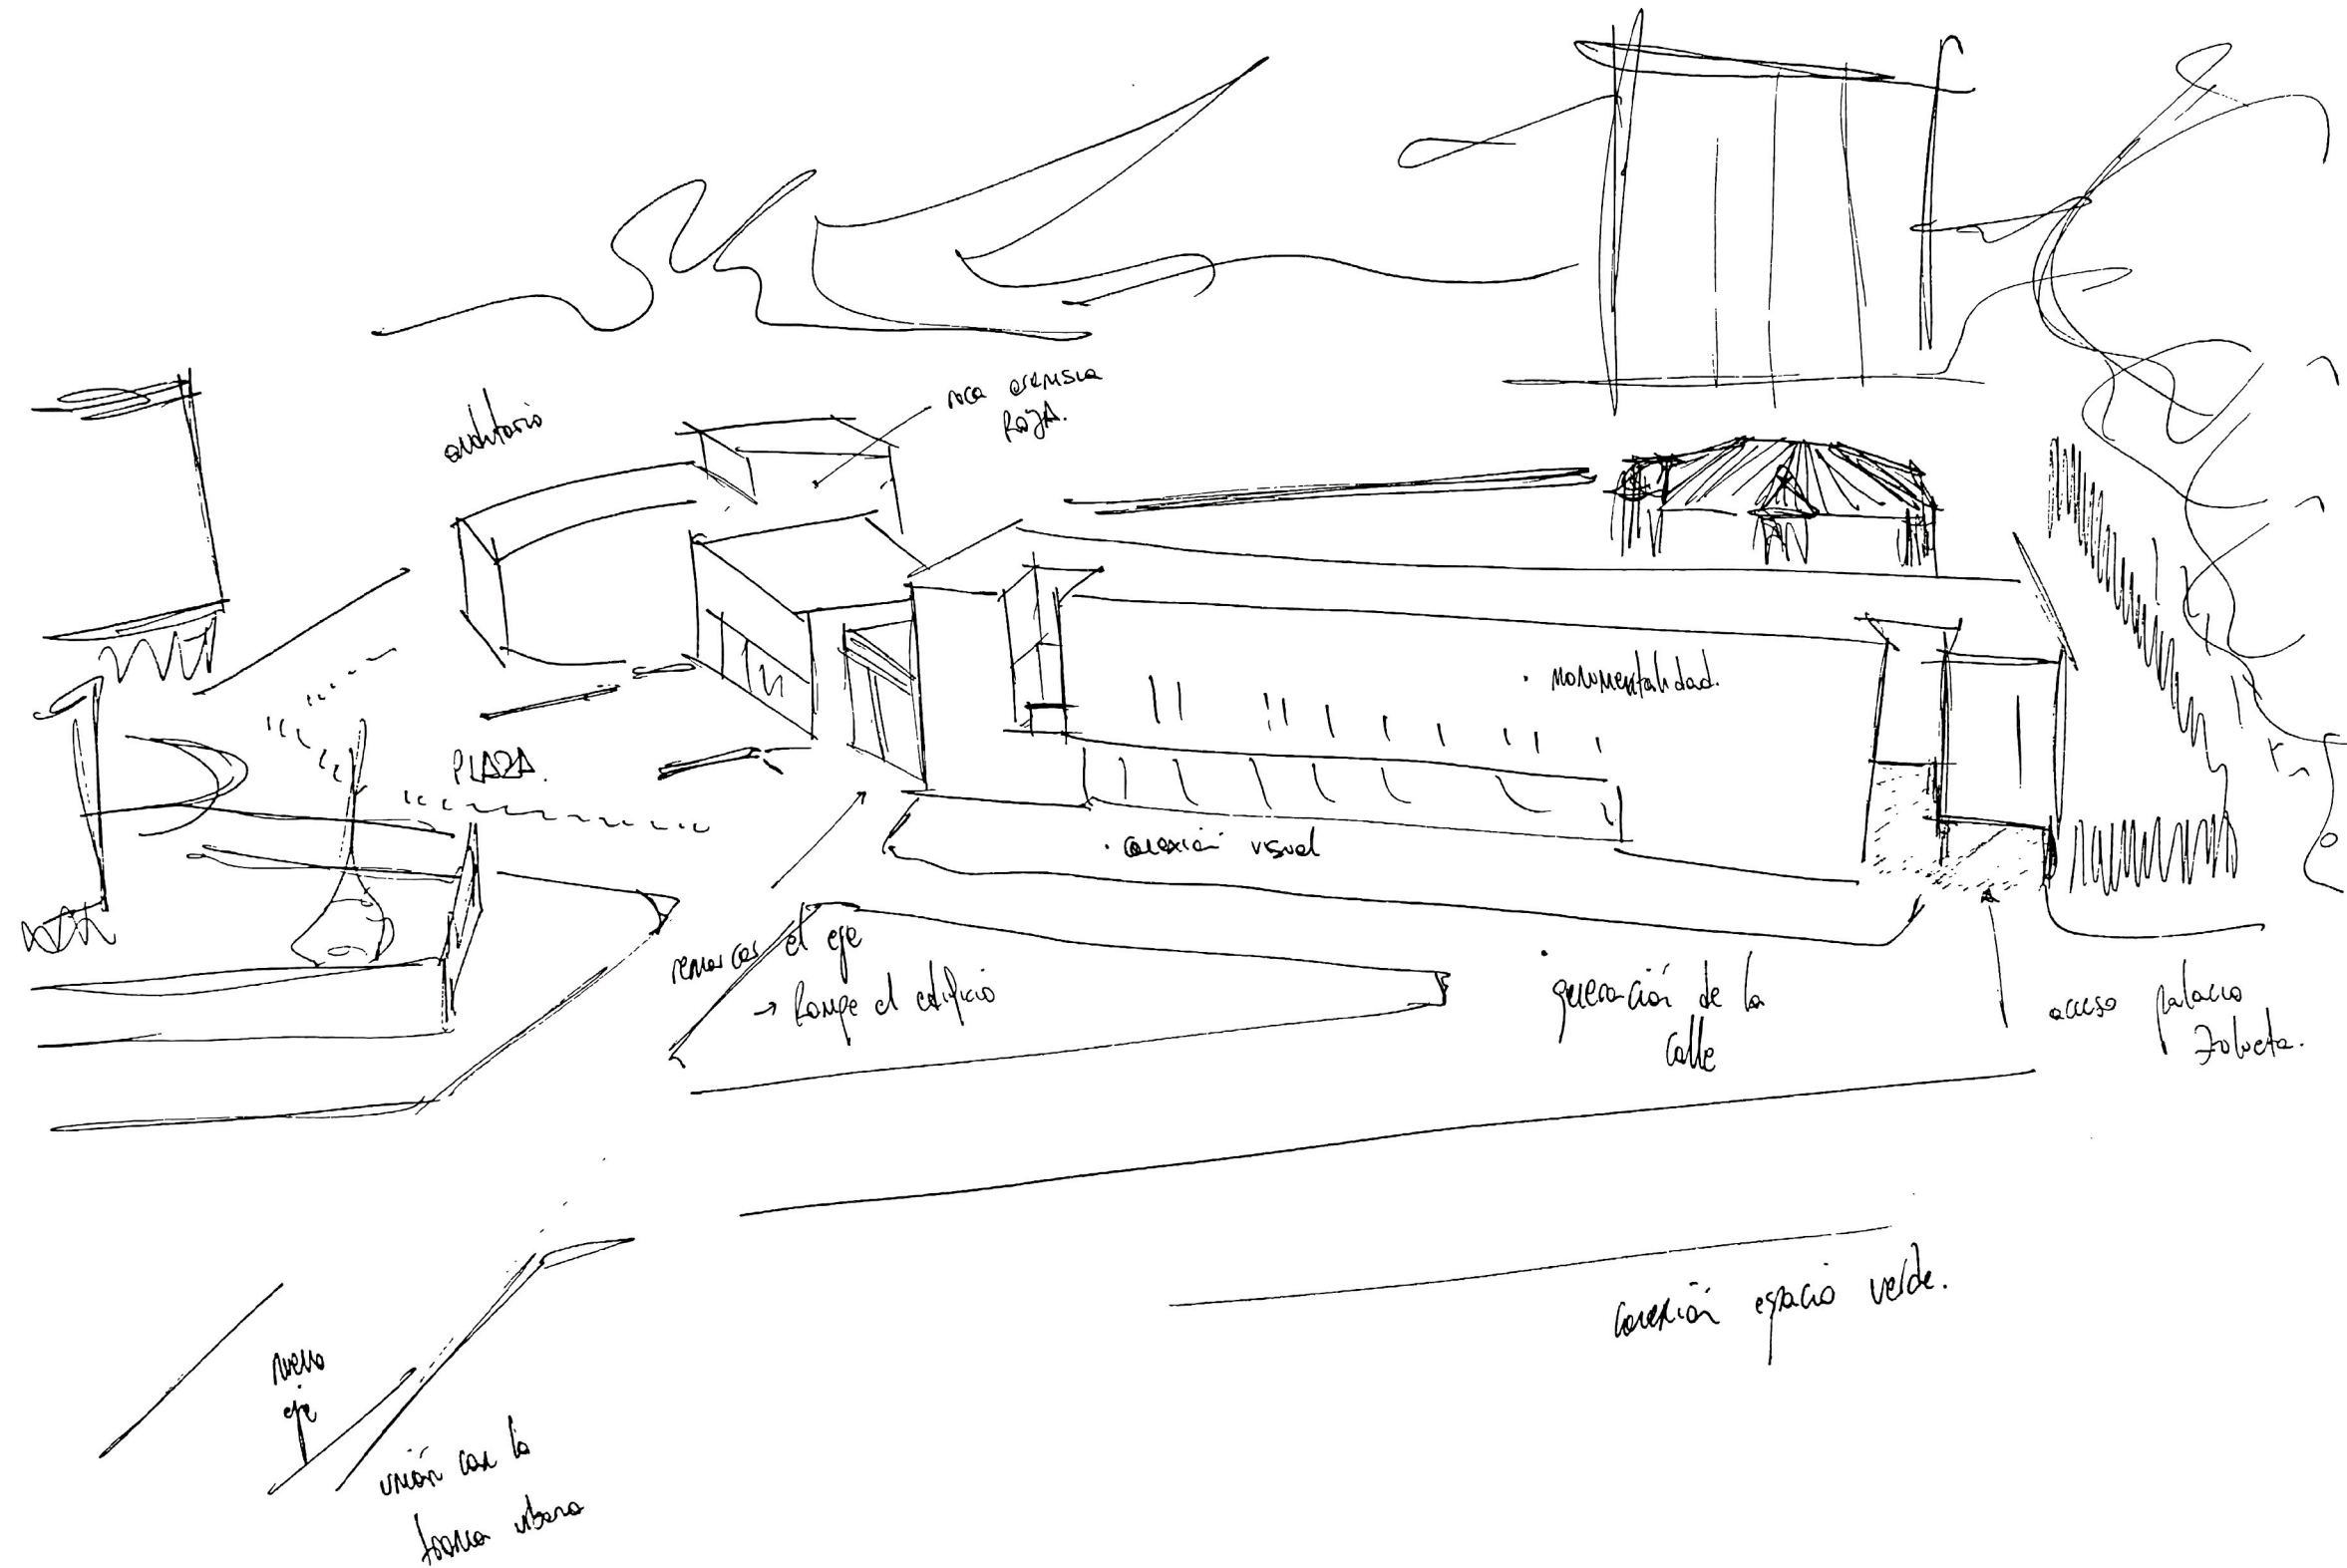 auditorio
roca arenisca
ROJA.
PLAZA.
· MONUMENTALIDAD.
· conexión visual
remarcar el eje
→ Rompe el edificio
· generación de la
calle
acceso palacio
Zolueta.
conexión espacio verde.
nuevo
eje
unión con la
trama urbana